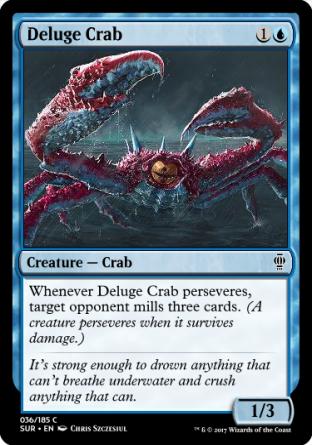 Deluge Crab 1
Creature — Crab
Whenever Deluge Crab perseveres,
target opponent mills three cards. (A
creature perseveres when it survives
damage.)
It's strong enough to drown anything that
can't breathe underwater and crush
anything that can.
1/3
036/185 C
SUR • EN Chris Szczesiul
™ & © 2017 Wizards of the Coast